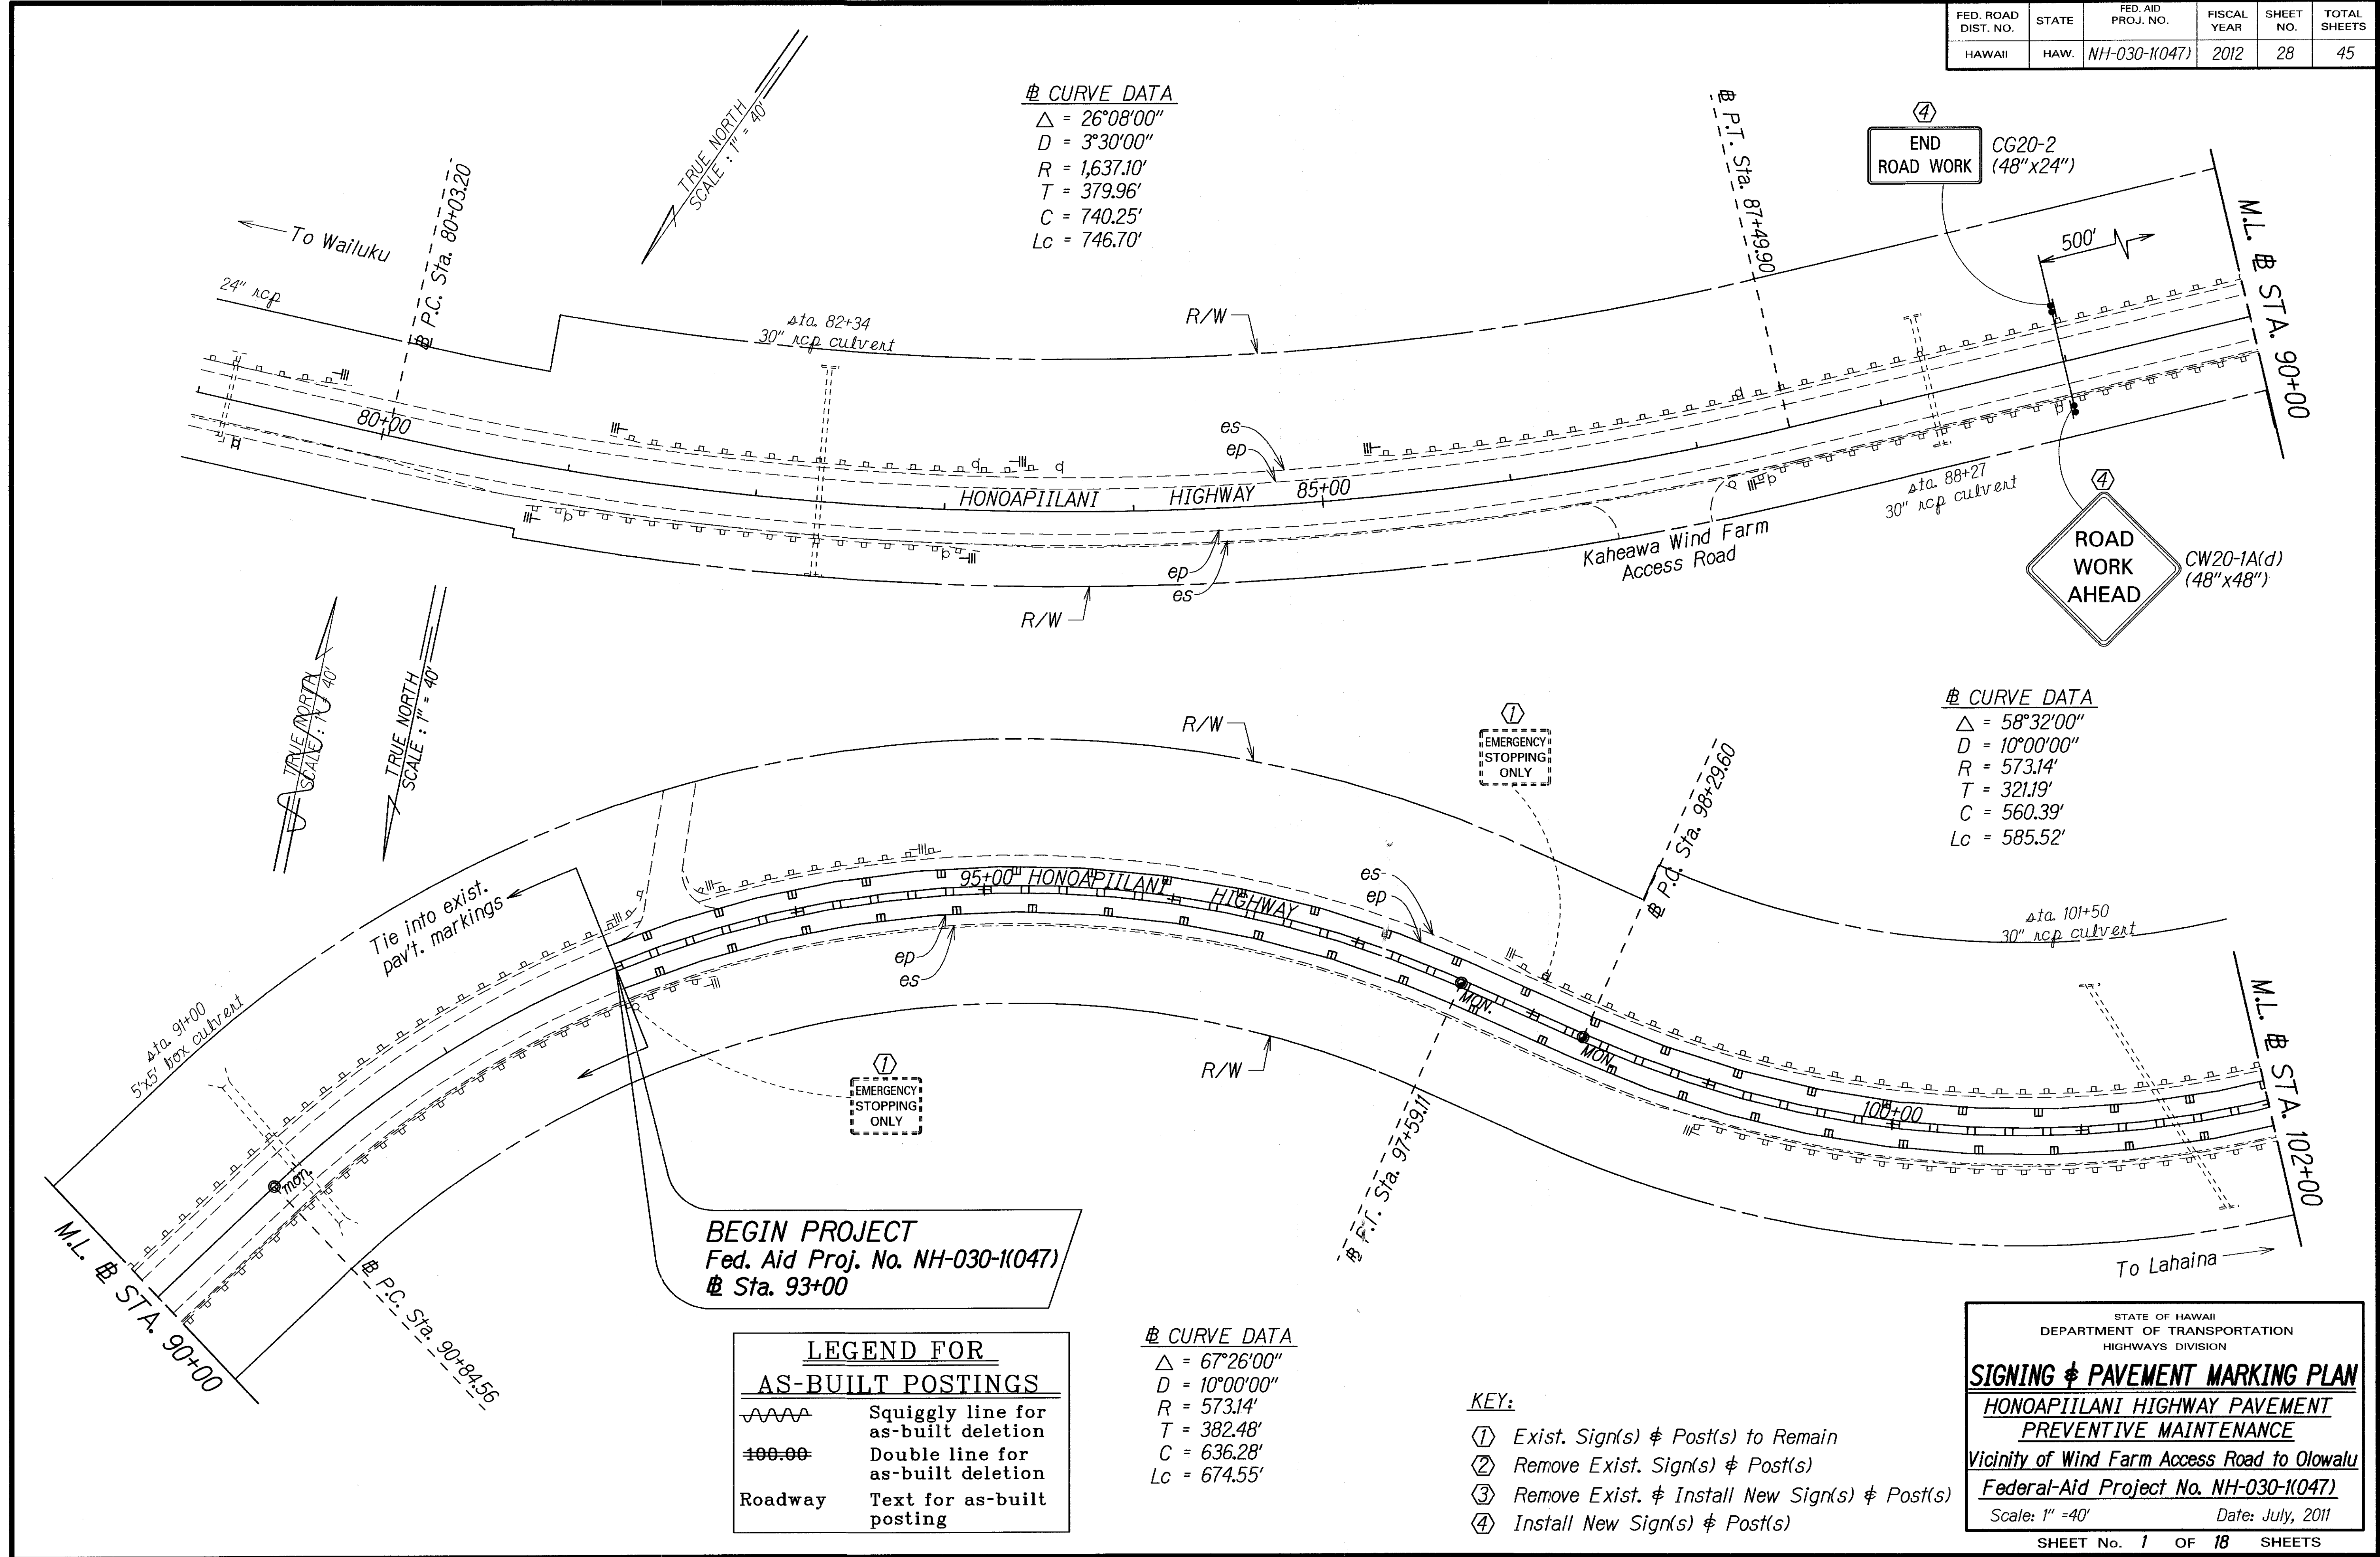 FED. ROAD DIST. NO.
STATE
FED. AID PROJ. NO.
FISCAL YEAR
SHEET NO.
TOTAL SHEETS
HAWAII
HAW.
NH-030-1(047)
2012
28
45
TRUE NORTH
SCALE : 1" = 40'
℄ CURVE DATA
△ = 26°08'00"
D = 3°30'00"
R = 1,637.10'
T = 379.96'
C = 740.25'
Lc = 746.70'
To Wailuku
24" rcp
℄ P.C. Sta. 80+03.20
sta. 82+34
30" rcp culvert
R/W
℄ P.T. Sta. 87+49.90
4
END
ROAD WORK
CG20-2
(48"x24")
500'
M.L. ℄ STA. 90+00
80+00
es
ep
HONOAPIILANI HIGHWAY
85+00
ep
es
R/W
Kaheawa Wind Farm
Access Road
sta. 88+27
30" rcp culvert
4
ROAD
WORK
AHEAD
CW20-1A(d)
(48"x48")
TRUE NORTH
SCALE : 1" = 40'
TRUE NORTH
SCALE : 1" = 40'
R/W
1
EMERGENCY
STOPPING
ONLY
℄ P.C. Sta. 98+29.60
℄ CURVE DATA
△ = 58°32'00"
D = 10°00'00"
R = 573.14'
T = 321.19'
C = 560.39'
Lc = 585.52'
Tie into exist.
pav't. markings
95+00
HONOAPIILANI HIGHWAY
es
ep
ep
es
sta. 101+50
30" rcp culvert
MON.
MON.
R/W
100+00
M.L. ℄ STA. 102+00
sta. 91+00
5'x5' box culvert
mon.
1
EMERGENCY
STOPPING
ONLY
℄ P.T. Sta. 97+59.11
To Lahaina
M.L. ℄ STA. 90+00
℄ P.C. Sta. 90+84.56
BEGIN PROJECT
Fed. Aid Proj. No. NH-030-1(047)
℄ Sta. 93+00
LEGEND FOR
AS-BUILT POSTINGS
Squiggly line for
as-built deletion
100.00
Double line for
as-built deletion
Roadway
Text for as-built
posting
℄ CURVE DATA
△ = 67°26'00"
D = 10°00'00"
R = 573.14'
T = 382.48'
C = 636.28'
Lc = 674.55'
KEY:
1 Exist. Sign(s) & Post(s) to Remain
2 Remove Exist. Sign(s) & Post(s)
3 Remove Exist. & Install New Sign(s) & Post(s)
4 Install New Sign(s) & Post(s)
STATE OF HAWAII
DEPARTMENT OF TRANSPORTATION
HIGHWAYS DIVISION
SIGNING & PAVEMENT MARKING PLAN
HONOAPIILANI HIGHWAY PAVEMENT
PREVENTIVE MAINTENANCE
Vicinity of Wind Farm Access Road to Olowalu
Federal-Aid Project No. NH-030-1(047)
Scale: 1" =40' Date: July, 2011
SHEET No. 1 OF 18 SHEETS